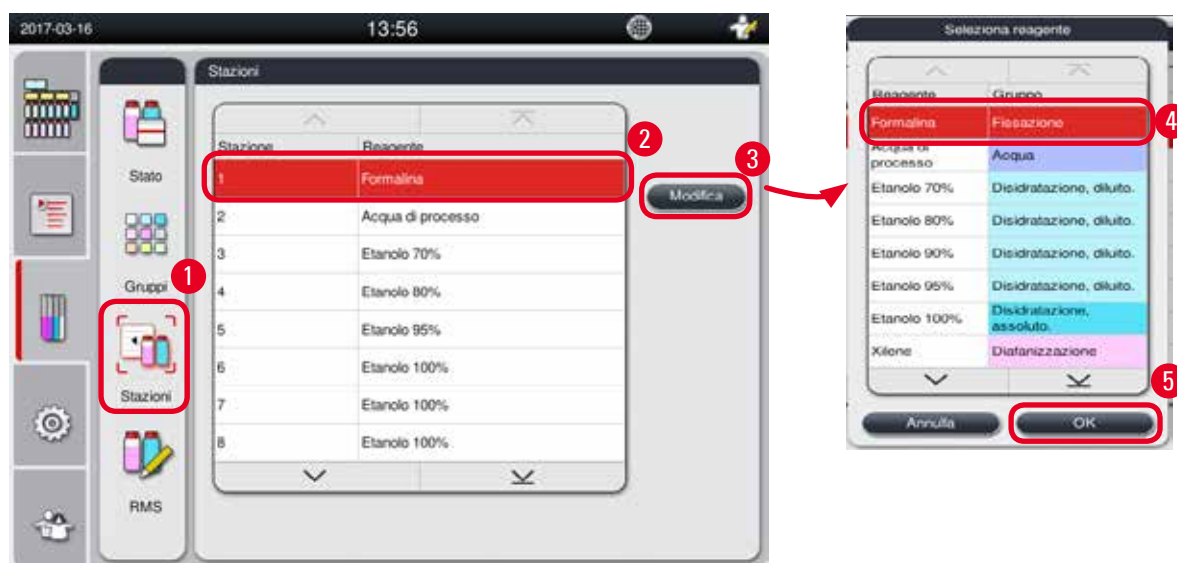 2017-03-16 13:56
Stazioni
Stato
Gruppi
Stazioni
RMS
Stazione Reagente
1 Formalina
2 Acqua di processo
3 Etanolo 70%
4 Etanolo 80%
5 Etanolo 95%
6 Etanolo 100%
7 Etanolo 100%
8 Etanolo 100%
Modifica
1
2
3
Seleziona reagente
Reagente Gruppo
Formalina Fissazione
Acqua di
processo
Acqua
Etanolo 70% Disidratazione, diluito.
Etanolo 80% Disidratazione, diluito.
Etanolo 90% Disidratazione, diluito.
Etanolo 95% Disidratazione, diluito.
Etanolo 100%
Disidratazione,
assoluto.
Xilene Diafanizzazione
Annulla OK
4
5